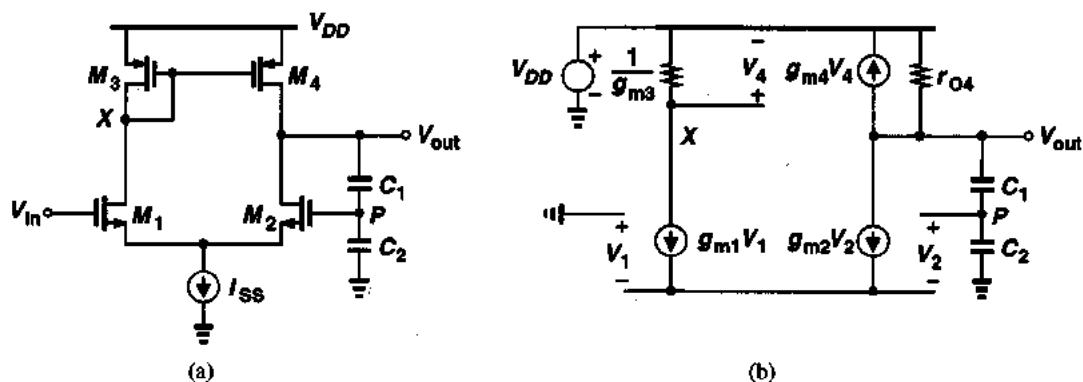 V_DD
M_3
M_4
X
V_out
C_1
V_in
M_1
M_2
P
C_2
I_SS
(a)
V_DD
+
−
1
g_m3
−
V_4
+
g_m4V_4
r_O4
X
V_out
C_1
P
+
V_1
−
g_m1V_1
g_m2V_2
+
V_2
−
C_2
(b)